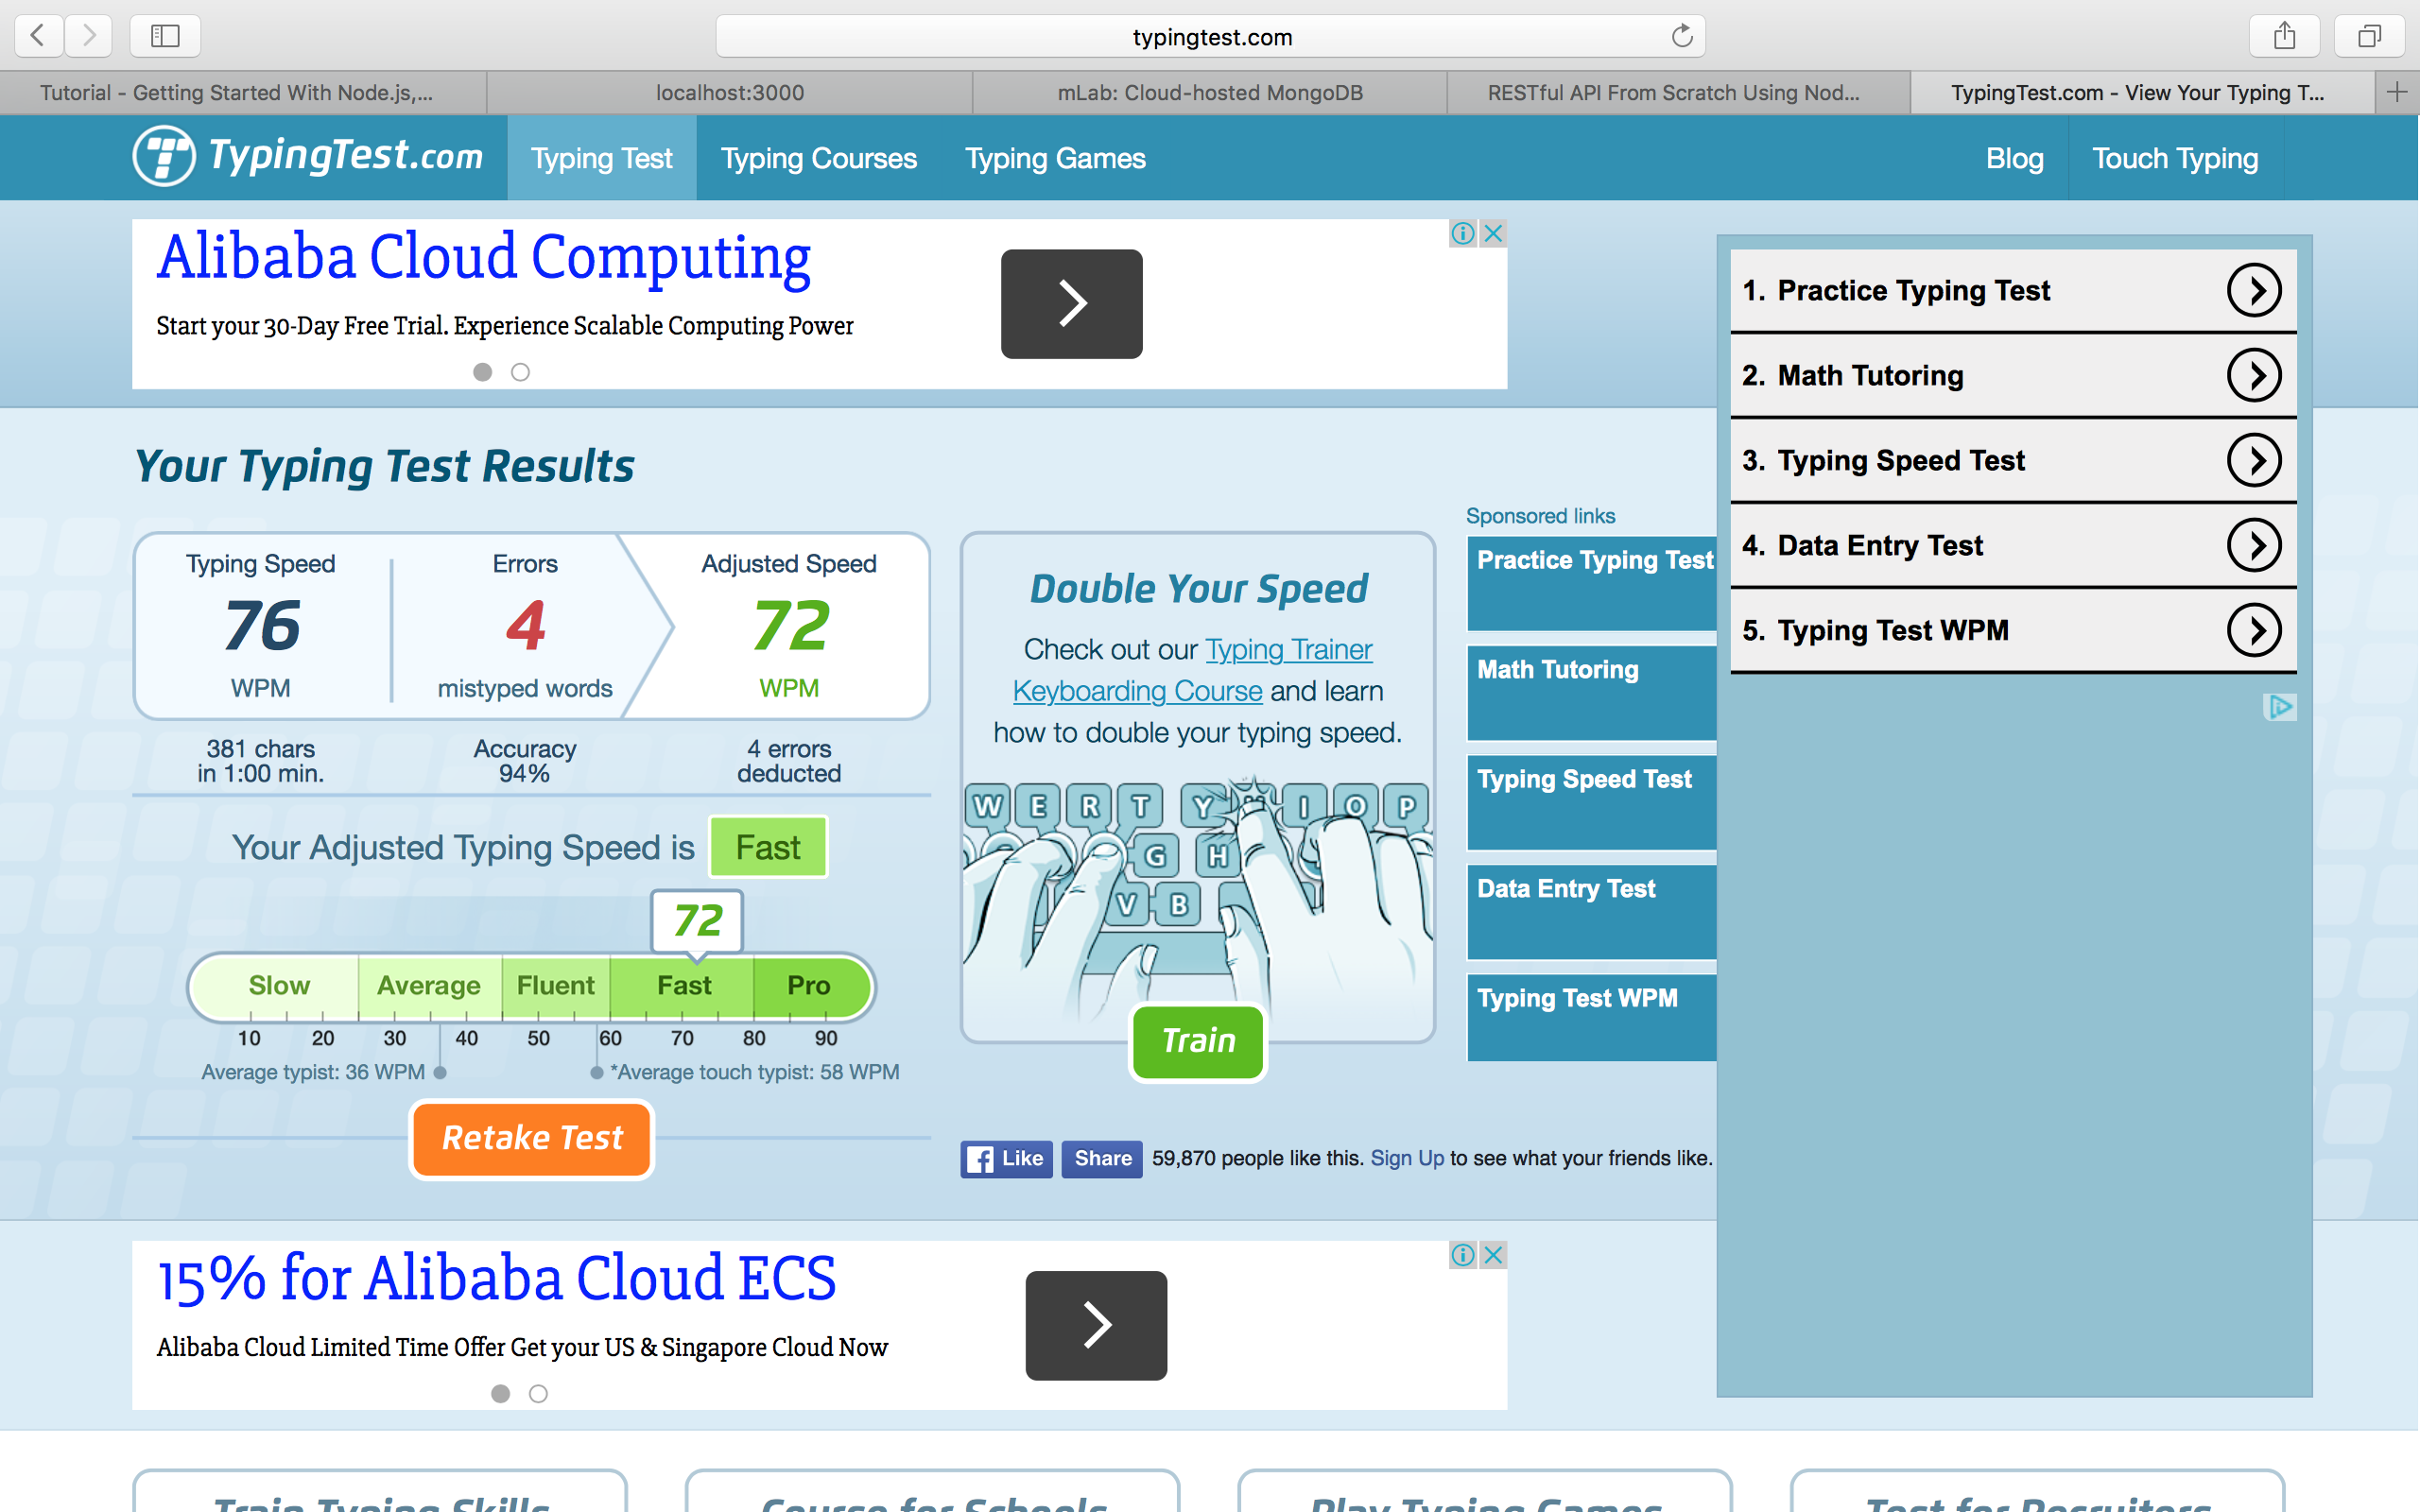 typingtest.com
Tutorial - Getting Started With Node.js,...
localhost:3000
mLab: Cloud-hosted MongoDB
RESTful API From Scratch Using Nod...
TypingTest.com - View Your Typing T...
TypingTest.com
Typing Test
Typing Courses
Typing Games
Blog
Touch Typing
Alibaba Cloud Computing
Start your 30-Day Free Trial. Experience Scalable Computing Power
1. Practice Typing Test
2. Math Tutoring
3. Typing Speed Test
4. Data Entry Test
5. Typing Test WPM
Your Typing Test Results
Typing Speed
76
WPM
381 chars
in 1:00 min.
Errors
4
mistyped words
Accuracy
94%
Adjusted Speed
72
WPM
4 errors
deducted
Your Adjusted Typing Speed is Fast
72
Slow Average Fluent Fast Pro
10 20 30 40 50 60 70 80 90
Average typist: 36 WPM
*Average touch typist: 58 WPM
Retake Test
Double Your Speed
Check out our Typing Trainer
Keyboarding Course and learn
how to double your typing speed.
W E R T Y I O P
G H
V B
Train
Sponsored links
Practice Typing Test
Math Tutoring
Typing Speed Test
Data Entry Test
Typing Test WPM
Like
Share
59,870 people like this. Sign Up to see what your friends like.
15% for Alibaba Cloud ECS
Alibaba Cloud Limited Time Offer Get your US & Singapore Cloud Now
Train Typing Skills
Course for Schools
Play Typing Games
Test for Recruiters